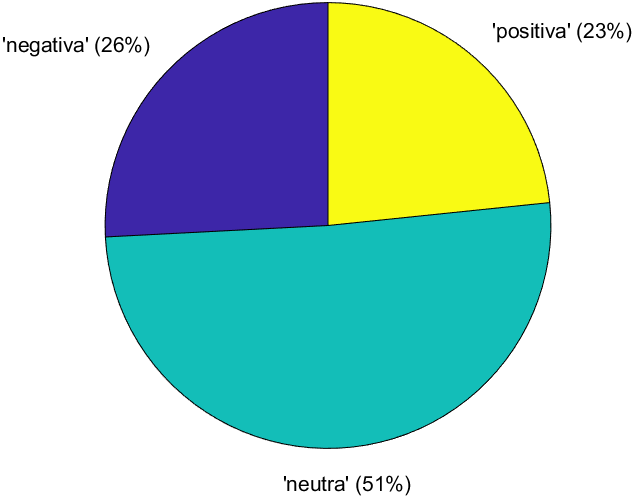 'positiva' (23%)
'negativa' (26%)
'neutra' (51%)